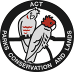 ACT
PARKS CONSERVATION AND LANDS